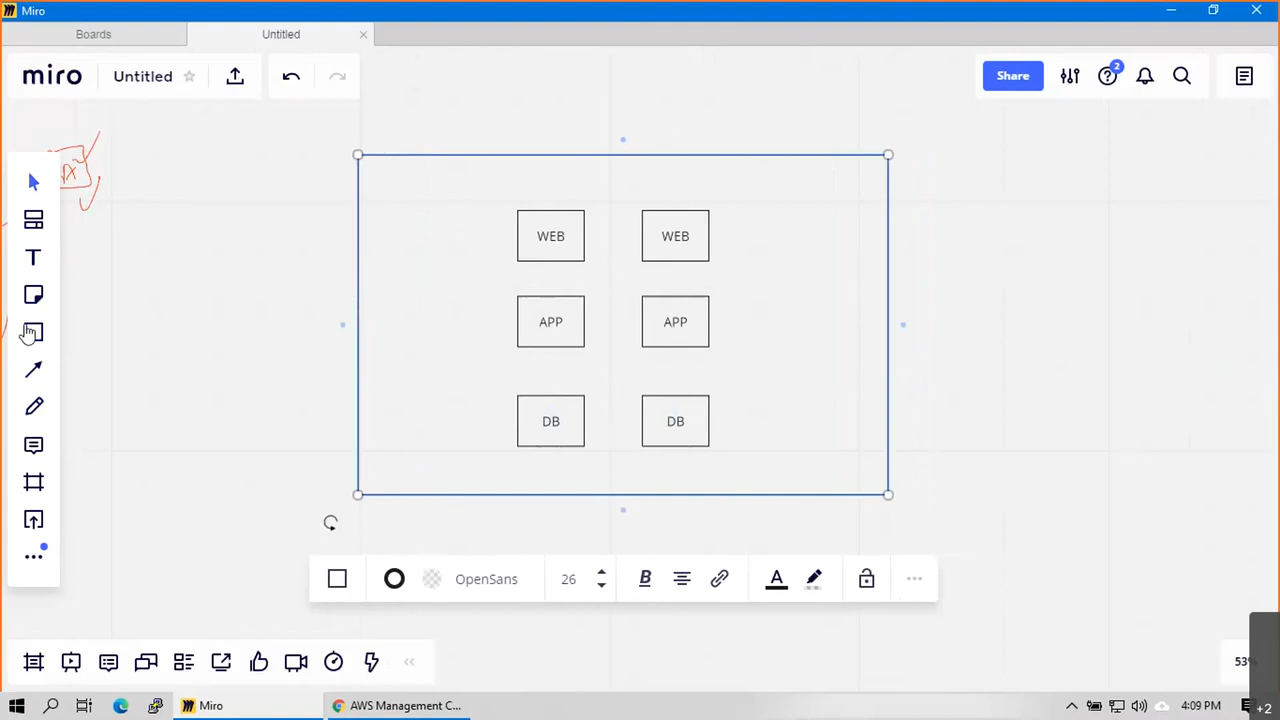 Miro
Boards
Untitled
miro
Untitled
Share
2
WEB
WEB
APP
APP
DB
DB
T
OpenSans
26
B
A
53%
Miro
AWS Management C...
4:09 PM
+2